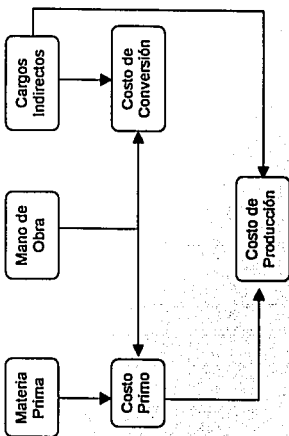 Materia
Prima
Mano de
Obra
Cargos
Indirectos
Costo
Primo
Costo de
Conversión
Costo de
Producción